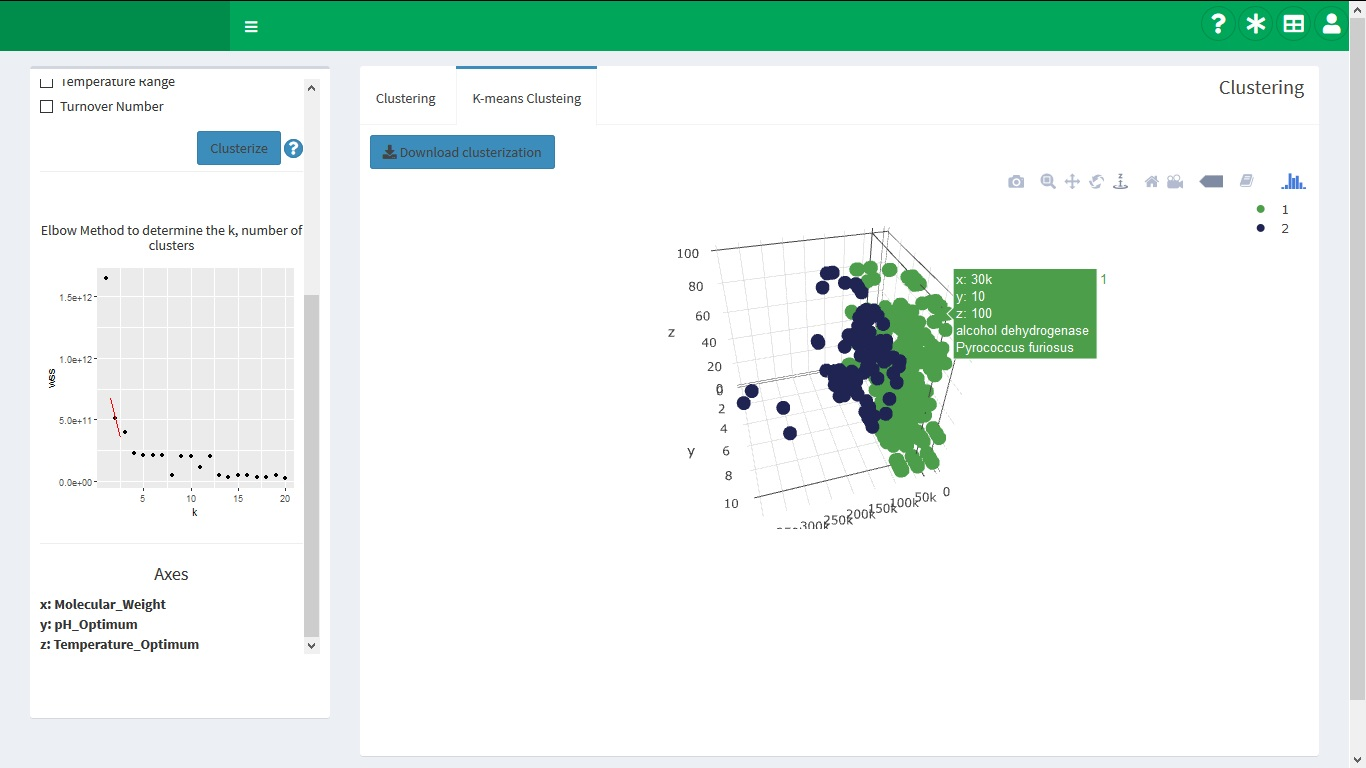 Temperature Range
Turnover Number
Clusterize
?
Elbow Method to determine the k, number of
clusters
1.5e+12
1.0e+12
5.0e+11
0.0e+00
wss
5 10 15 20
k
Axes
x: Molecular_Weight
y: pH_Optimum
z: Temperature_Optimum
?
Clustering
K-means Clusteing
Clustering
Download clusterization
z
1
2
100
80
60
40
20
0
z
0
2
4
6
8
10
y
300k 250k 200k 150k 100k 50k 0
x: 30k
y: 10
z: 100
alcohol dehydrogenase
Pyrococcus furiosus
1